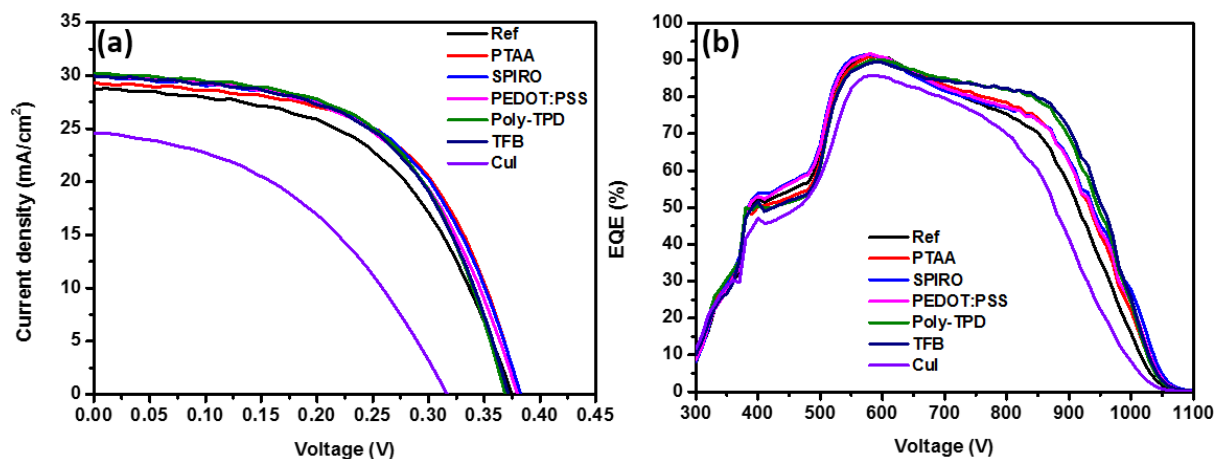 (a)
Current density (mA/cm²)
35
30
25
20
15
10
5
0
Ref
PTAA
SPIRO
PEDOT:PSS
Poly-TPD
TFB
CuI
0.00 0.05 0.10 0.15 0.20 0.25 0.30 0.35 0.40 0.45
Voltage (V)
(b)
EQE (%)
100
90
80
70
60
50
40
30
20
10
0
Ref
PTAA
SPIRO
PEDOT:PSS
Poly-TPD
TFB
CuI
300 400 500 600 700 800 900 1000 1100
Voltage (V)